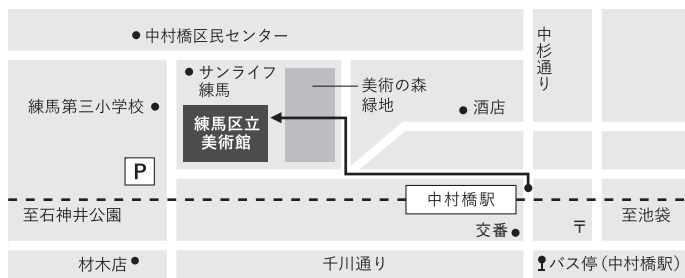 中村橋区民センター
中杉通り
サンライフ
練馬
美術の森
緑地
練馬第三小学校
酒店
練馬区立
美術館
P
中村橋駅
至石神井公園
至池袋
交番
〒
材木店
千川通り
バス停（中村橋駅）